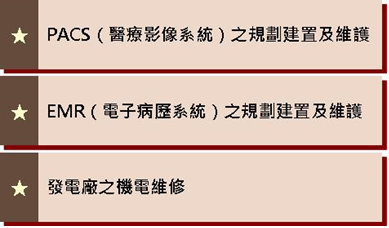 PACS（醫療影像系統）之規劃建置及維護
EMR（電子病歷系統）之規劃建置及維護
發電廠之機電維修